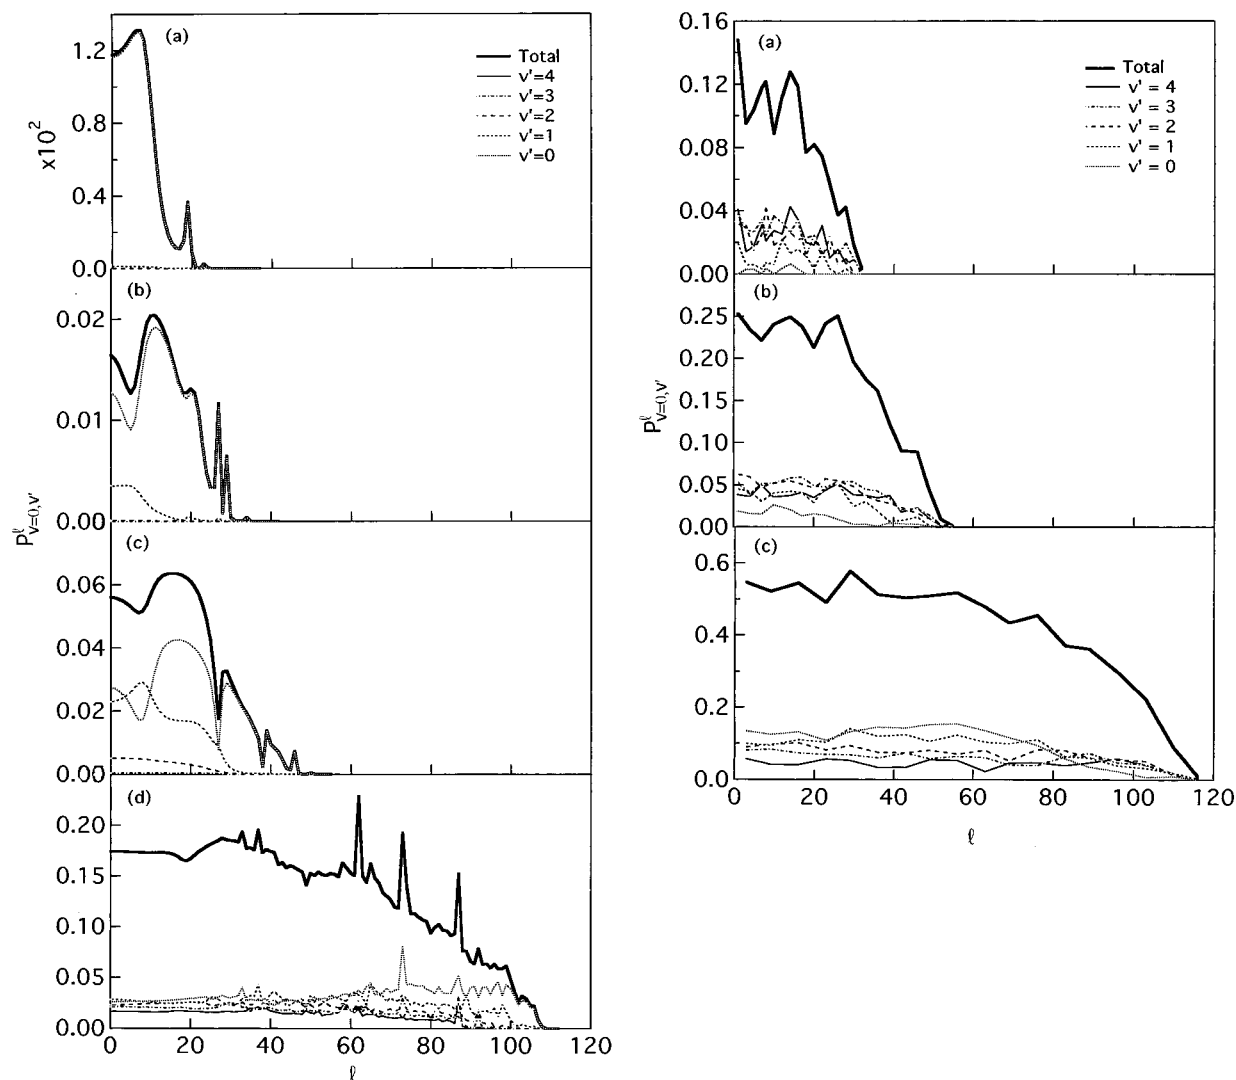 (a)
Total
v'=4
v'=3
v'=2
v'=1
v'=0
x10²
1.2
0.8
0.4
0.0
(b)
0.02
0.01
0.00
(c)
0.06
0.04
0.02
0.00
(d)
0.20
0.15
0.10
0.05
0.00
P^ℓ_{v=0,v'}
0 20 40 60 80 100 120
ℓ
(a)
Total
v' = 4
v' = 3
v' = 2
v' = 1
v' = 0
0.16
0.12
0.08
0.04
0.00
(b)
0.25
0.20
0.15
0.10
0.05
0.00
(c)
0.6
0.4
0.2
0.0
P^ℓ_{v=0,v'}
0 20 40 60 80 100 120
ℓ